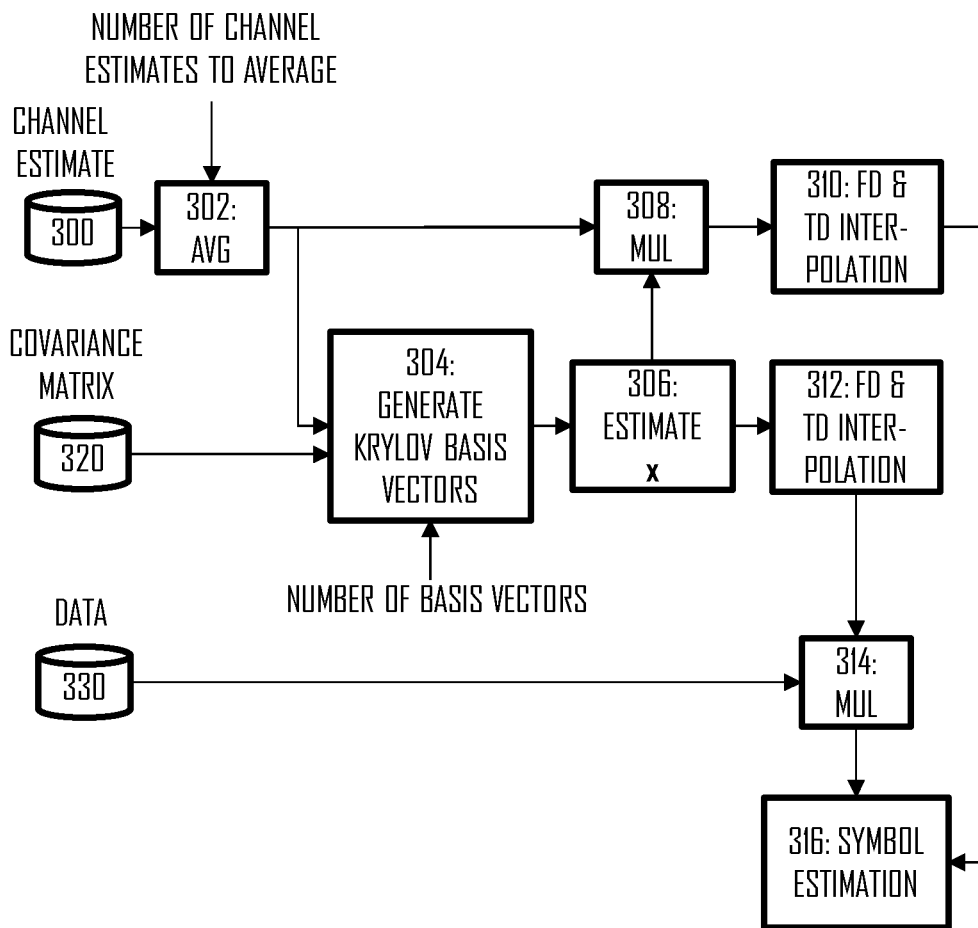 NUMBER OF CHANNEL
ESTIMATES TO AVERAGE
CHANNEL
ESTIMATE
300
302:
AVG
308:
MUL
310: FD &
TD INTER-
POLATION
COVARIANCE
MATRIX
320
304:
GENERATE
KRYLOV BASIS
VECTORS
306:
ESTIMATE
x
312: FD &
TD INTER-
POLATION
NUMBER OF BASIS VECTORS
DATA
330
314:
MUL
316: SYMBOL
ESTIMATION